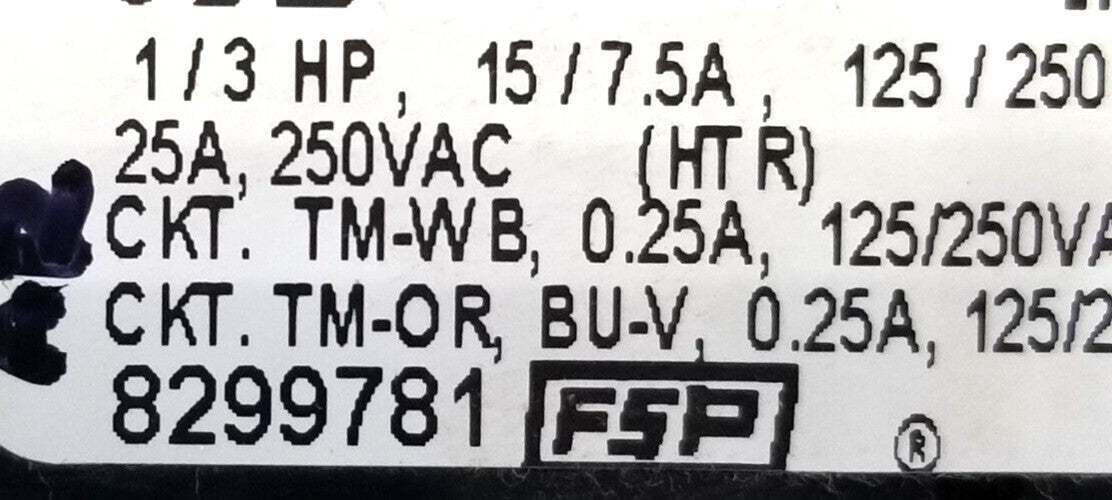 1/3 HP, 15/7.5A, 125/250
25A, 250VAC (HTR)
CKT. TM-WB, 0.25A, 125/250VA
CKT. TM-OR, BU-V, 0.25A, 125/2
8299781 FSP ®